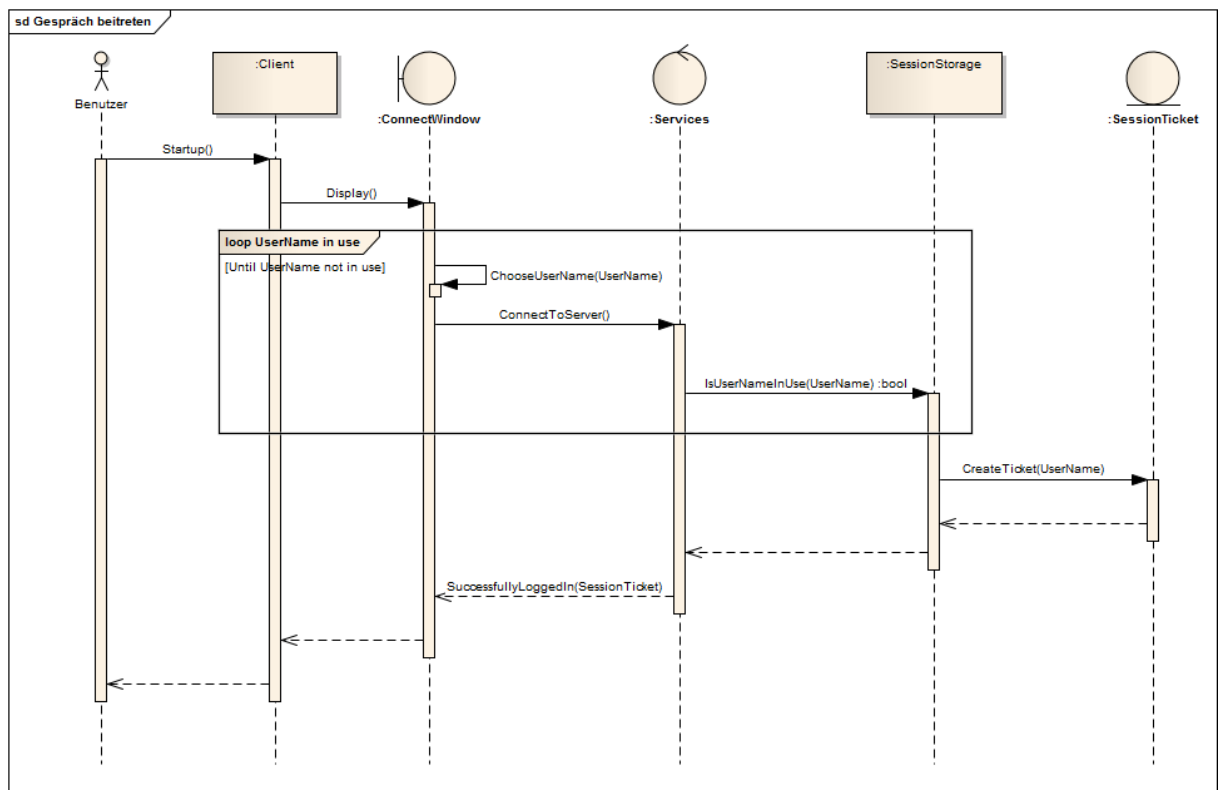 sd Gespräch beitreten
Benutzer
:Client
:ConnectWindow
:Services
:SessionStorage
:SessionTicket
Startup()
Display()
loop UserName in use
[Until UserName not in use]
ChooseUserName(UserName)
ConnectToServer()
IsUserNameInUse(UserName) :bool
CreateTicket(UserName)
SuccessfullyLoggedIn(SessionTicket)